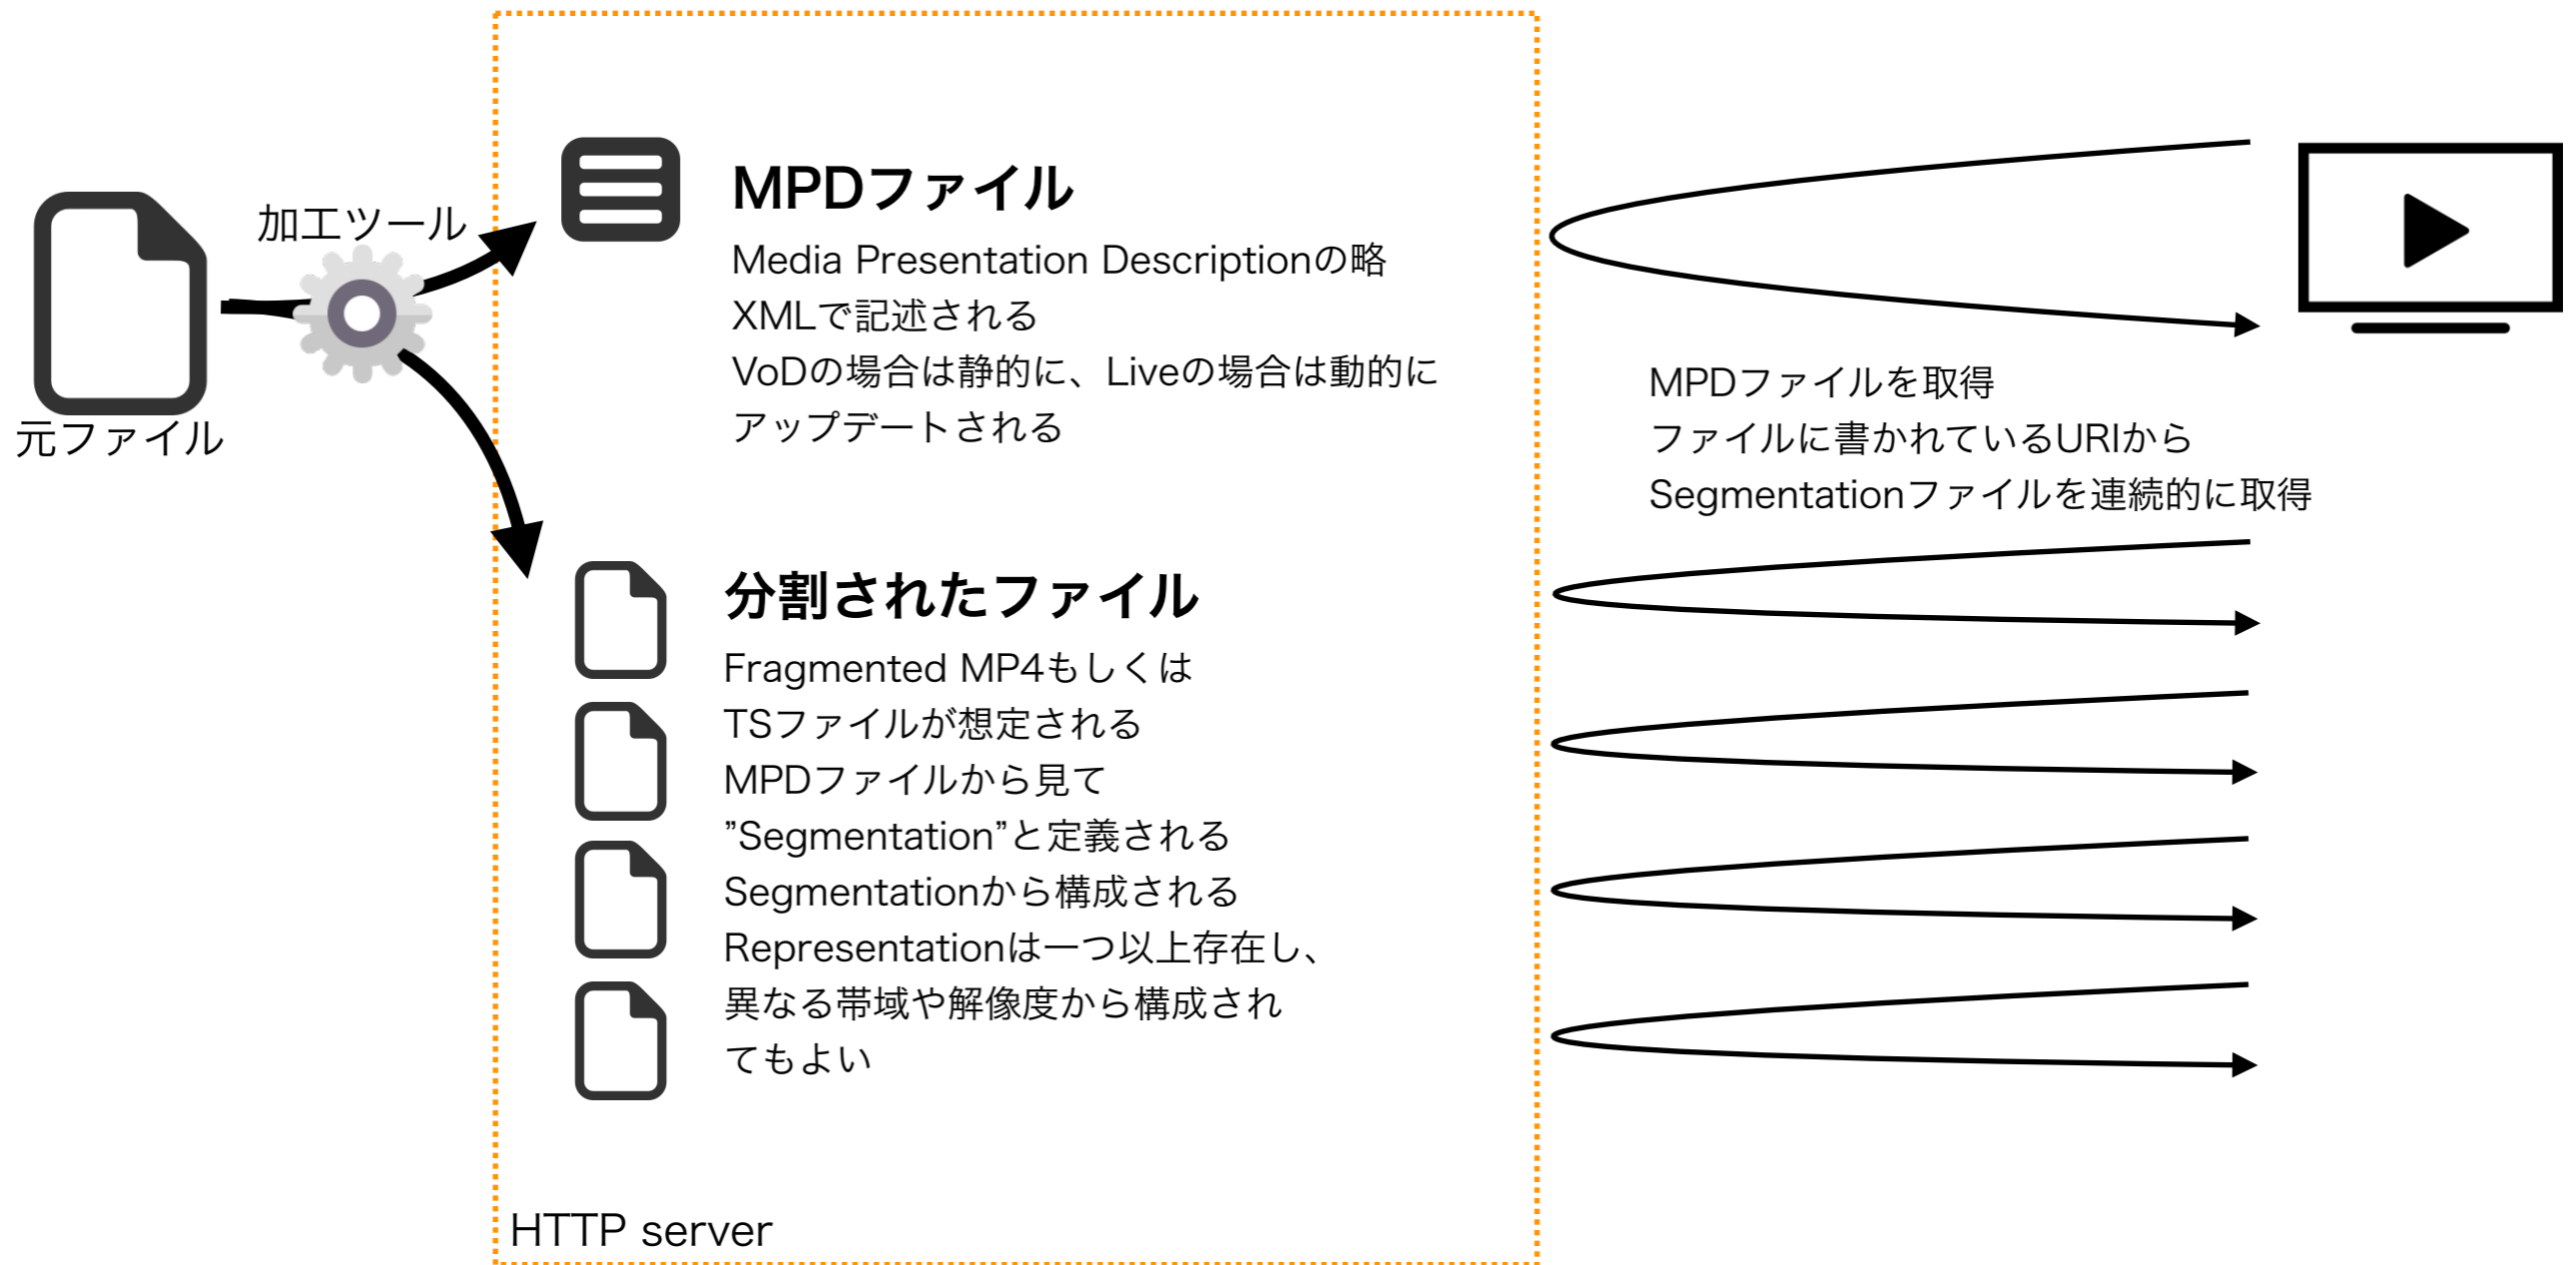 加工ツール
元ファイル
MPDファイル
Media Presentation Descriptionの略
XMLで記述される
VoDの場合は静的に、Liveの場合は動的に
アップデートされる
分割されたファイル
Fragmented MP4もしくは
TSファイルが想定される
MPDファイルから見て
”Segmentation”と定義される
Segmentationから構成される
Representationは一つ以上存在し、
異なる帯域や解像度から構成され
てもよい
HTTP server
MPDファイルを取得
ファイルに書かれているURIから
Segmentationファイルを連続的に取得